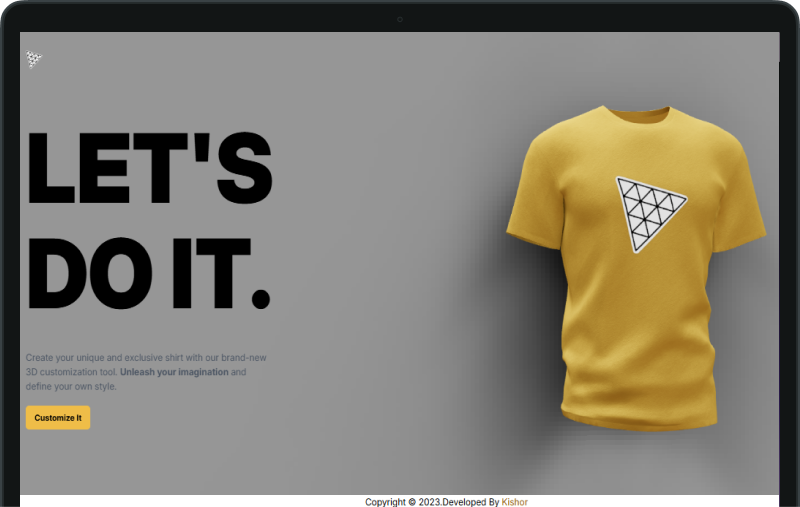 LET'S
DO IT.
Create your unique and exclusive shirt with our brand-new
3D customization tool. Unleash your imagination and
define your own style.
Customize It
Copyright © 2023.Developed By Kishor